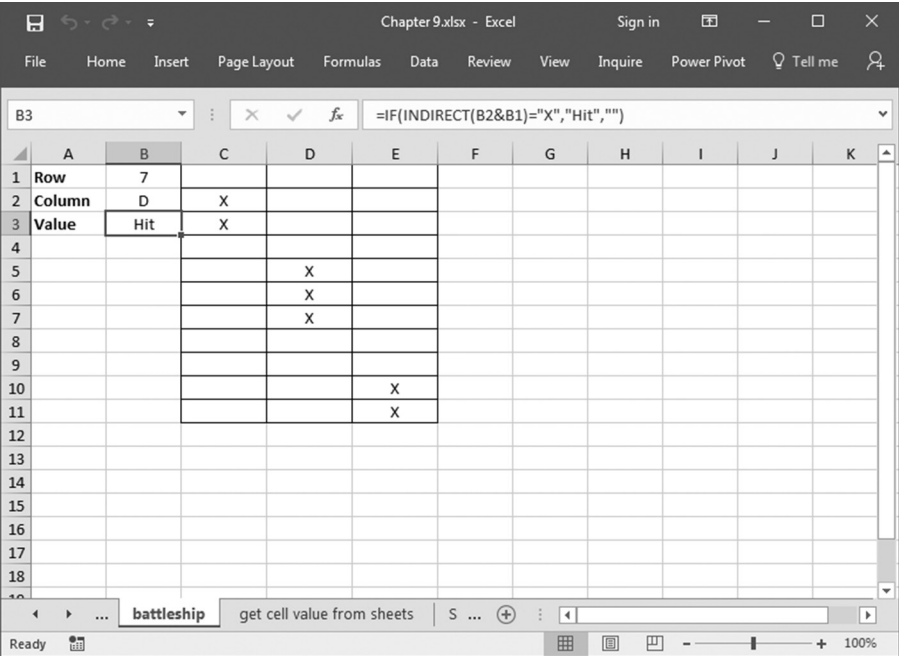 Chapter 9.xlsx - Excel Sign in
File Home Insert Page Layout Formulas Data Review View Inquire Power Pivot Tell me
B3 fx =IF(INDIRECT(B2&B1)="X","Hit","")
A B C D E F G H I J K
1 Row 7
2 Column D X
3 Value Hit X
4
5 X
6 X
7 X
8
9
10 X
11 X
12
13
14
15
16
17
18
... battleship get cell value from sheets S ...
Ready 100%